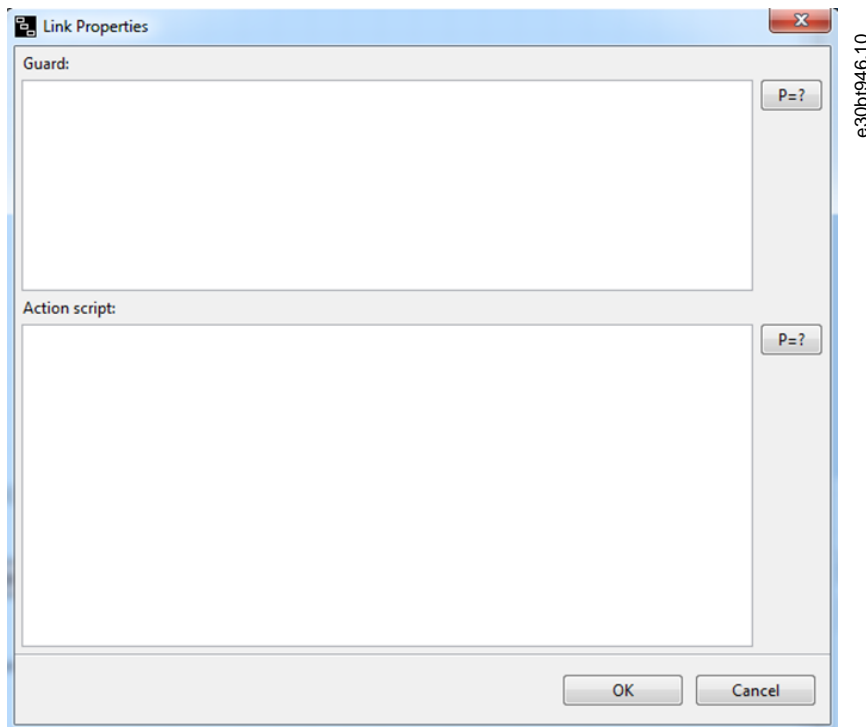 Link Properties
Guard:
P=?
Action script:
P=?
OK
Cancel
e30bt946.10